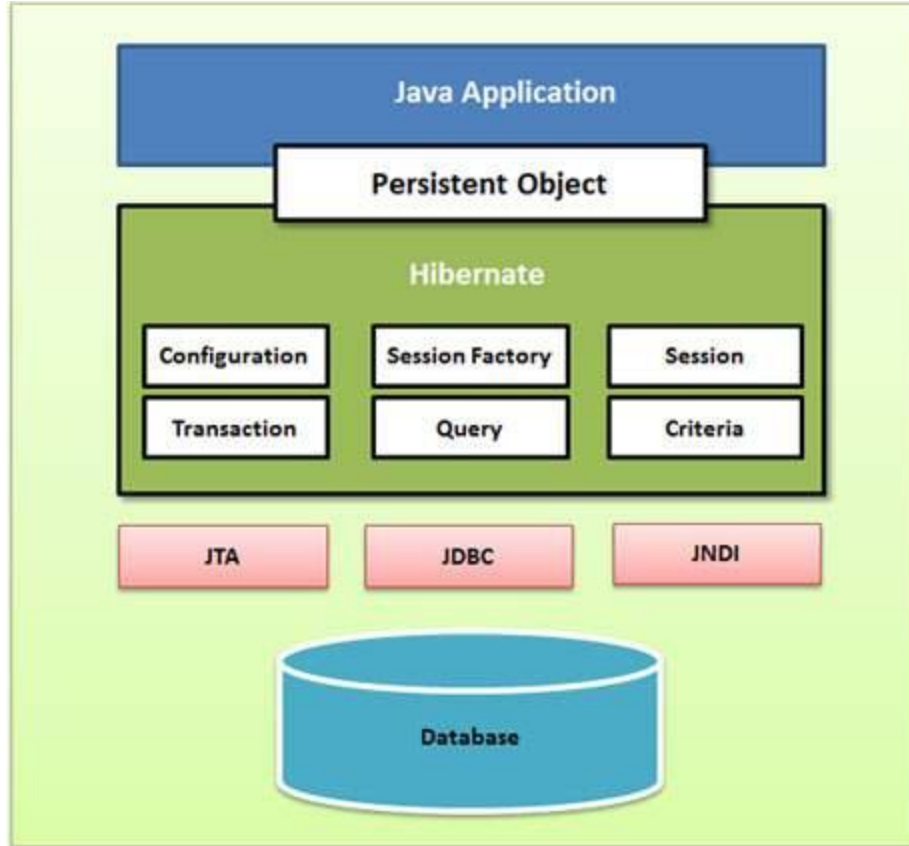 Java Application
Persistent Object
Hibernate
Configuration
Session Factory
Session
Transaction
Query
Criteria
JTA
JDBC
JNDI
Database